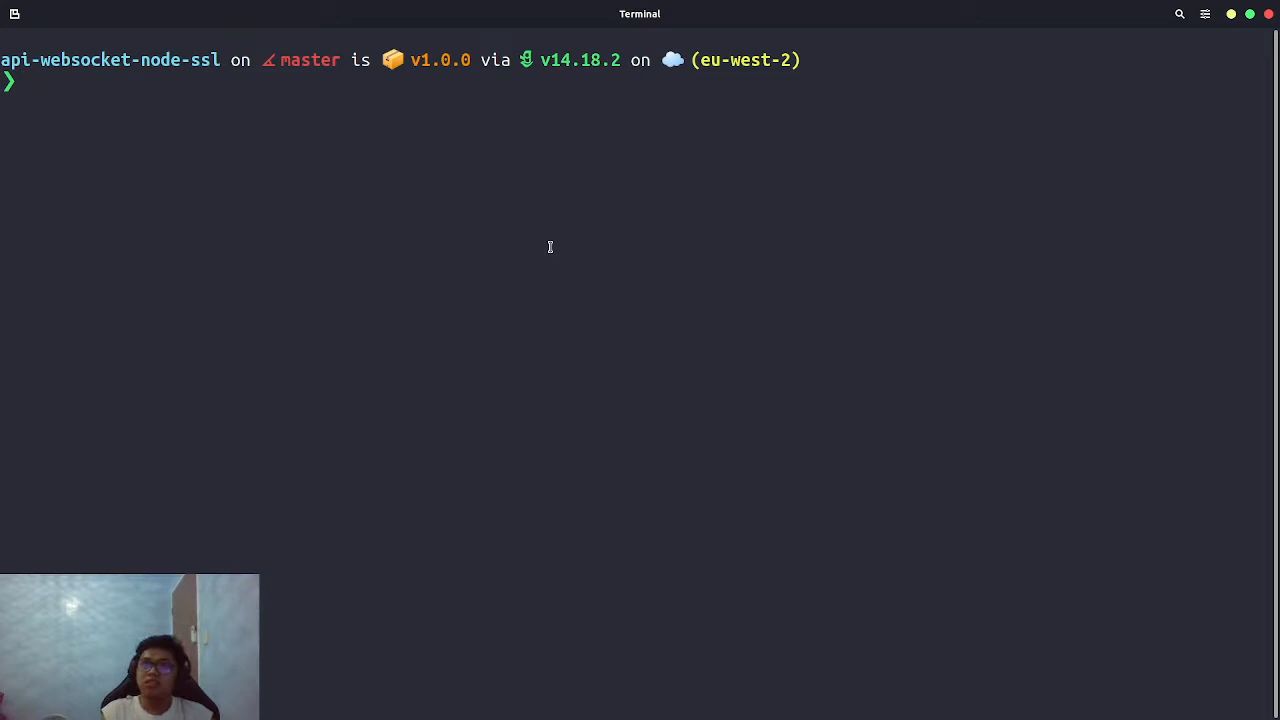 Terminal
api-websocket-node-ssl on master is v1.0.0 via v14.18.2 on (eu-west-2)
❯